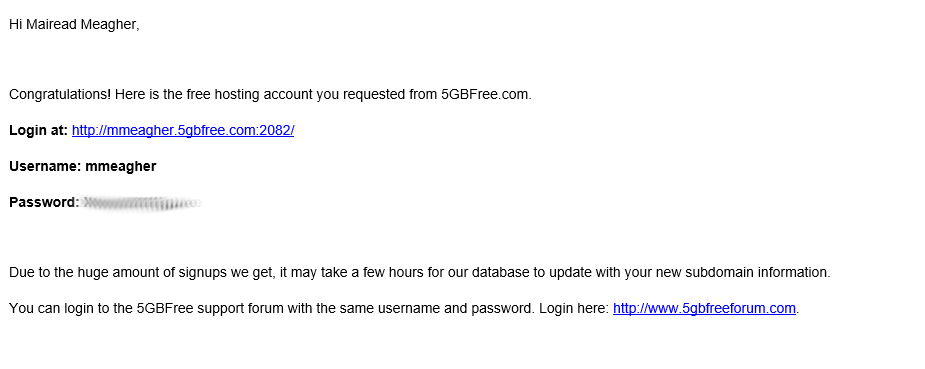 Hi Mairead Meagher,
Congratulations! Here is the free hosting account you requested from 5GBFree.com.
Login at: http://mmeagher.5gbfree.com:2082/
Username: mmeagher
Password:
Due to the huge amount of signups we get, it may take a few hours for our database to update with your new subdomain information.
You can login to the 5GBFree support forum with the same username and password. Login here: http://www.5gbfreeforum.com.